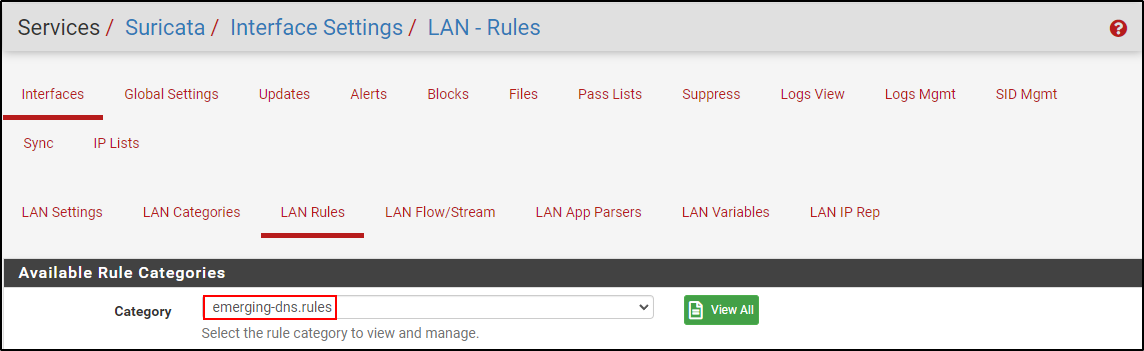 Services / Suricata / Interface Settings / LAN - Rules
Interfaces Global Settings Updates Alerts Blocks Files Pass Lists Suppress Logs View Logs Mgmt SID Mgmt
Sync IP Lists
LAN Settings LAN Categories LAN Rules LAN Flow/Stream LAN App Parsers LAN Variables LAN IP Rep
Available Rule Categories
Category emerging-dns.rules View All
Select the rule category to view and manage.